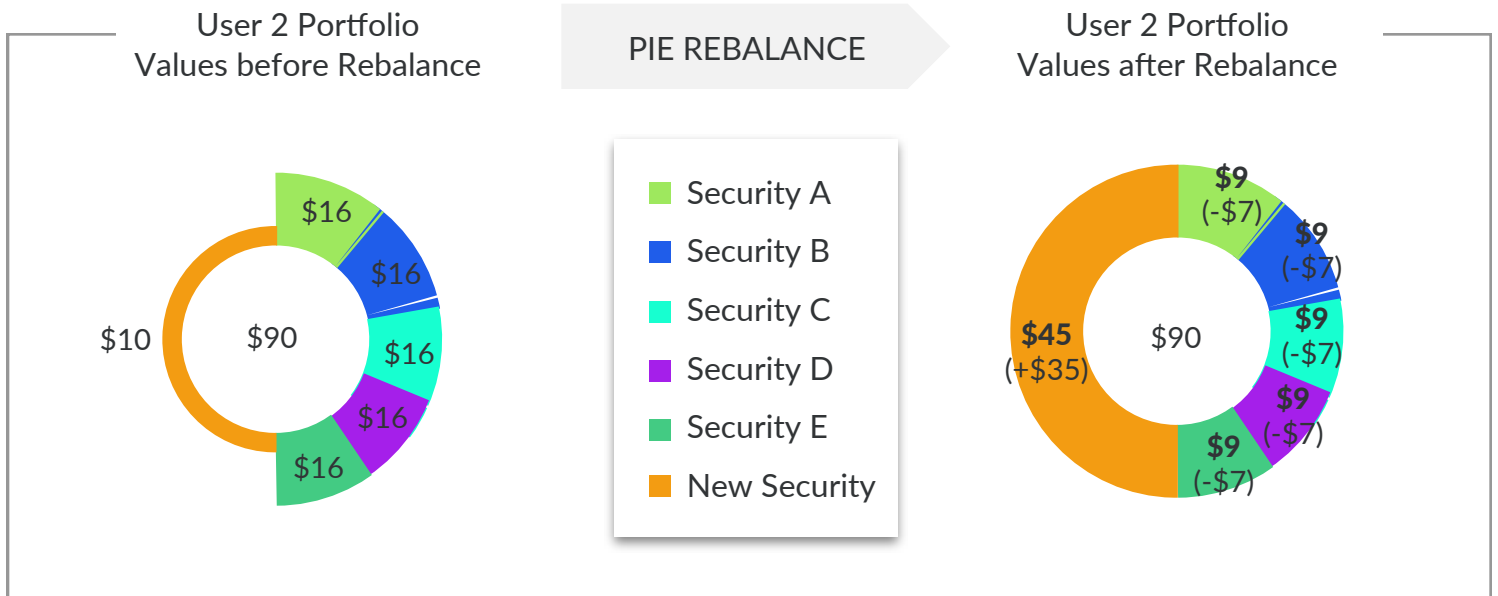 User 2 Portfolio
Values before Rebalance
PIE REBALANCE
User 2 Portfolio
Values after Rebalance
$16
$16
$10
$90
$16
$16
$16
Security A
Security B
Security C
Security D
Security E
New Security
$9
(-$7)
$9
(-$7)
$9
(-$7)
$45
(+$35)
$90
$9
(-$7)
$9
(-$7)